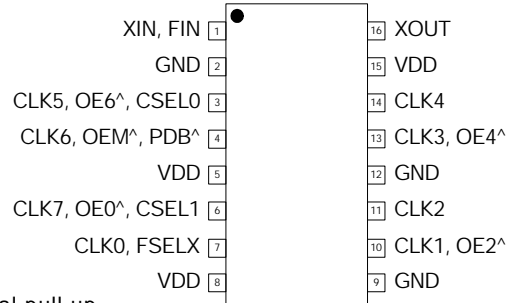 XIN, FIN 1 16 XOUT
GND 2 15 VDD
CLK5, OE6^, CSEL0 3 14 CLK4
CLK6, OEM^, PDB^ 4 13 CLK3, OE4^
VDD 5 12 GND
CLK7, OE0^, CSEL1 6 11 CLK2
CLK0, FSELX 7 10 CLK1, OE2^
VDD 8 9 GND
pull up